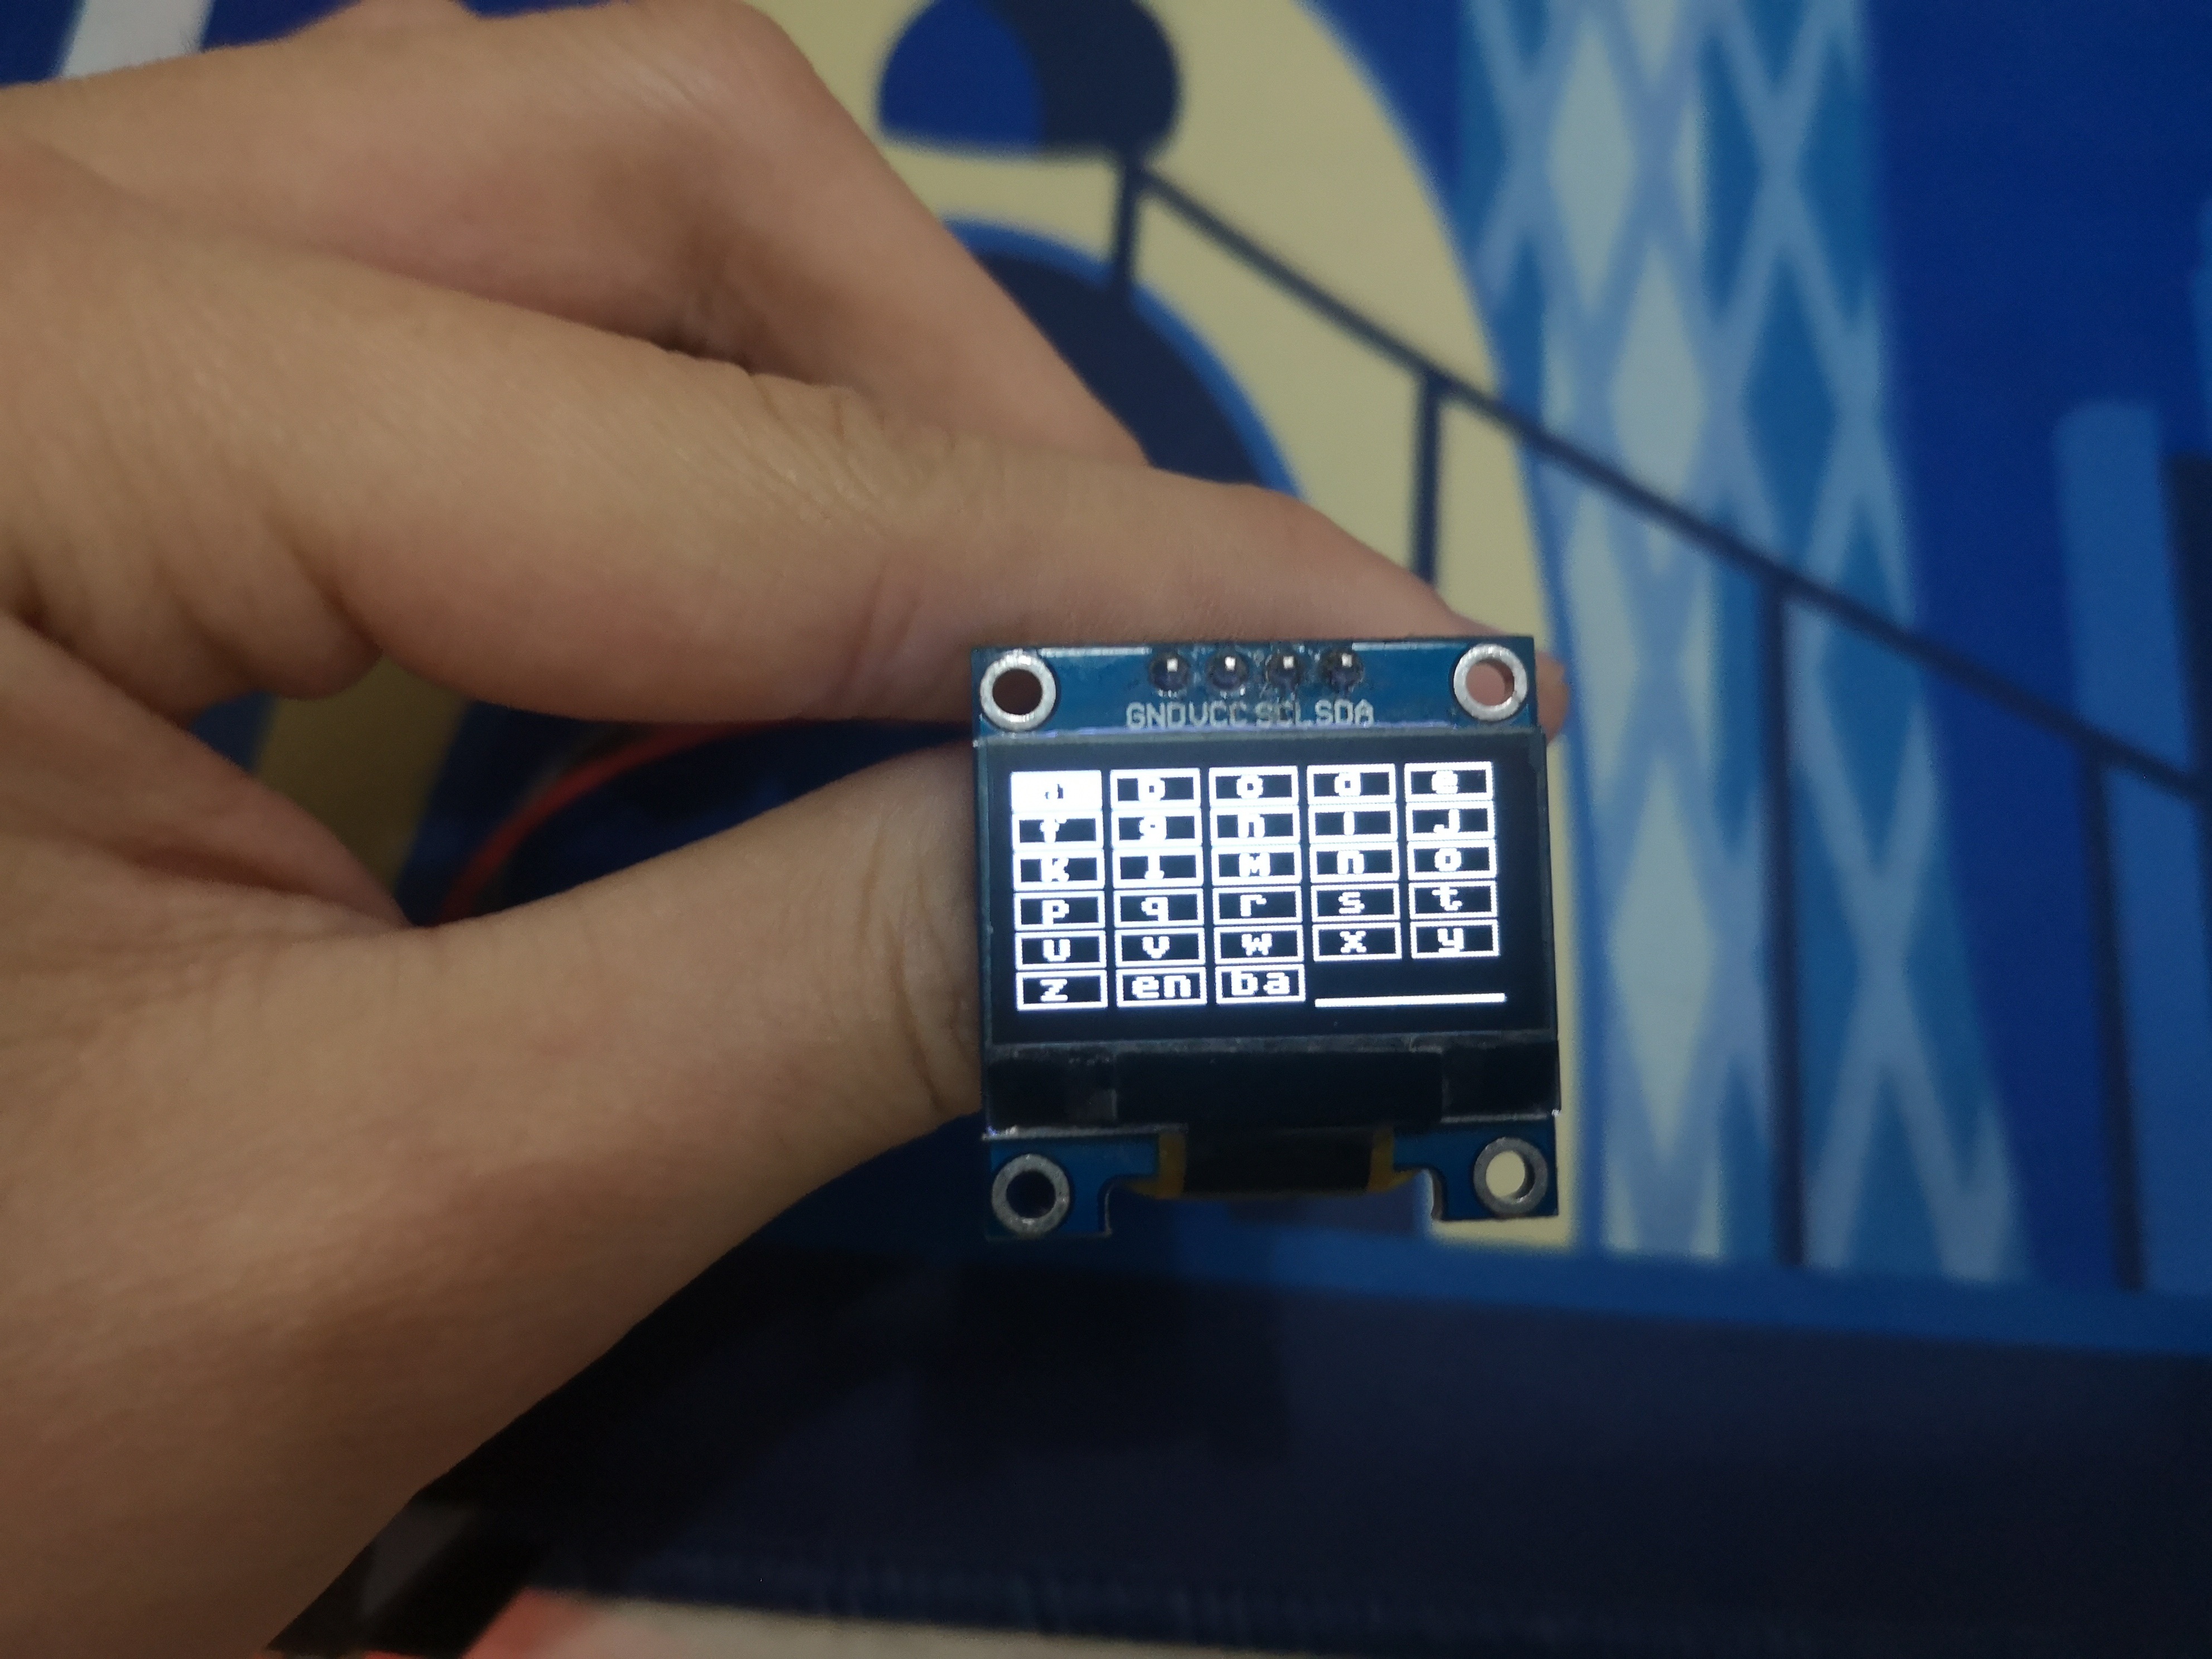 GND VCC SCL SDA
a b c d e
f g h i j
k l m n o
p q r s t
u v w x y
z en ba